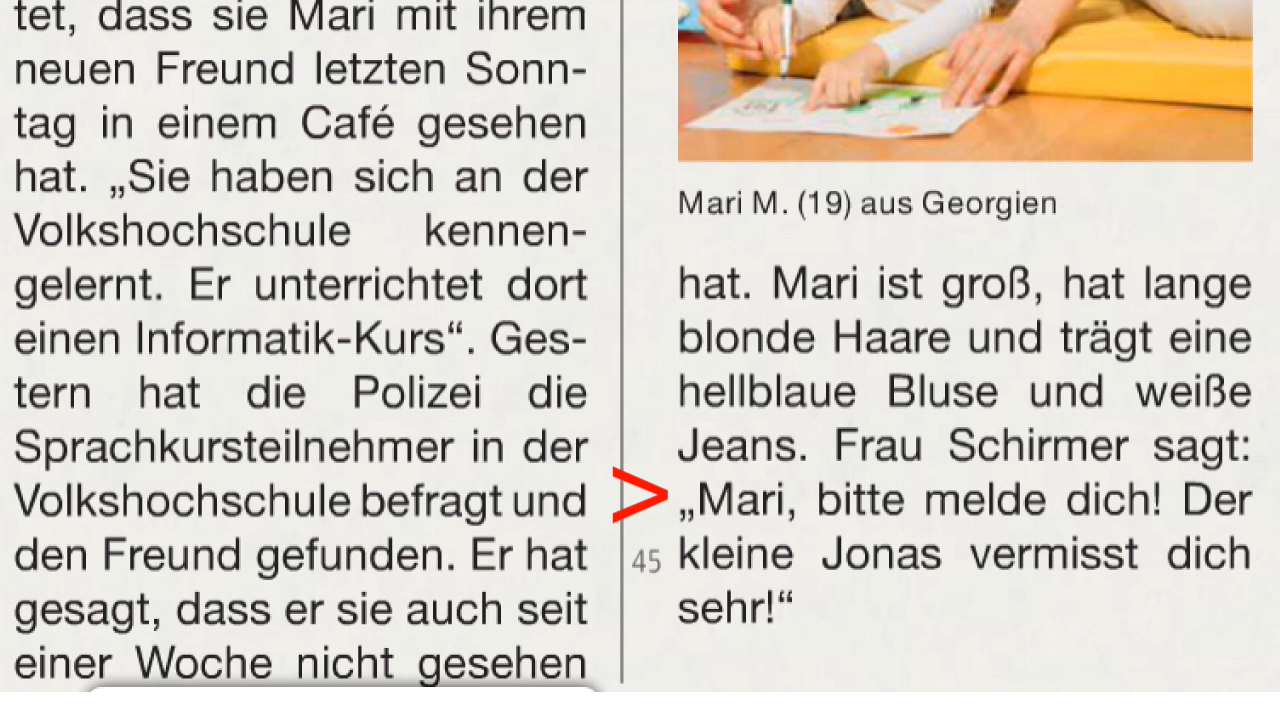 tet, dass sie Mari mit ihrem
neuen Freund letzten Sonn-
tag in einem Café gesehen
hat. „Sie haben sich an der
Volkshochschule kennen-
gelernt. Er unterrichtet dort
einen Informatik-Kurs“. Ges-
tern hat die Polizei die
Sprachkursteilnehmer in der
Volkshochschule befragt und
den Freund gefunden. Er hat
gesagt, dass er sie auch seit
einer Woche nicht gesehen
Mari M. (19) aus Georgien
hat. Mari ist groß, hat lange
blonde Haare und trägt eine
hellblaue Bluse und weiße
Jeans. Frau Schirmer sagt:
> „Mari, bitte melde dich! Der
45 kleine Jonas vermisst dich
sehr!“